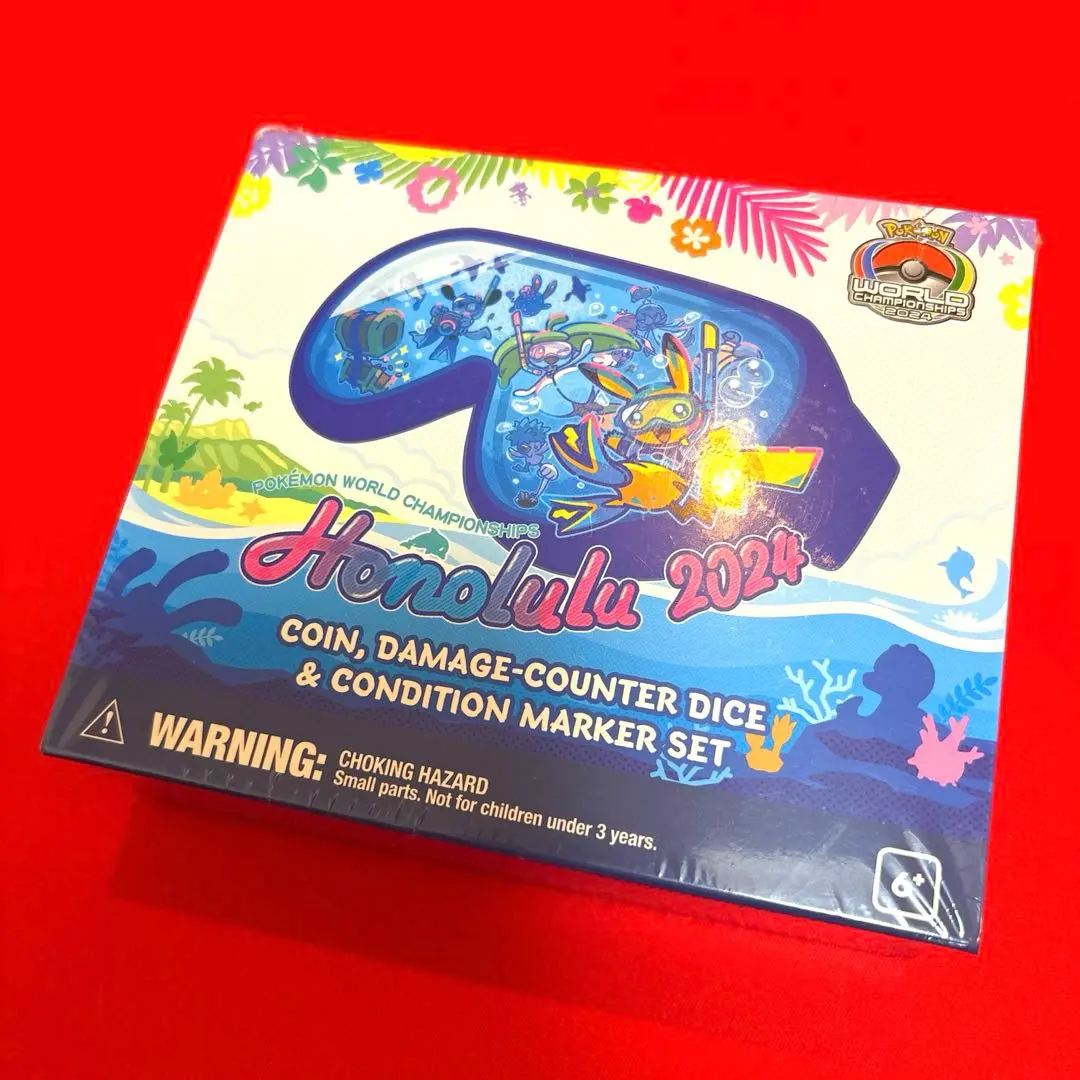 POKÉMON
WORLD
CHAMPIONSHIPS
2024
POKÉMON WORLD CHAMPIONSHIPS
Honolulu 2024
COIN, DAMAGE-COUNTER DICE
& CONDITION MARKER SET
WARNING:
CHOKING HAZARD
Small parts. Not for children under 3 years.
6+